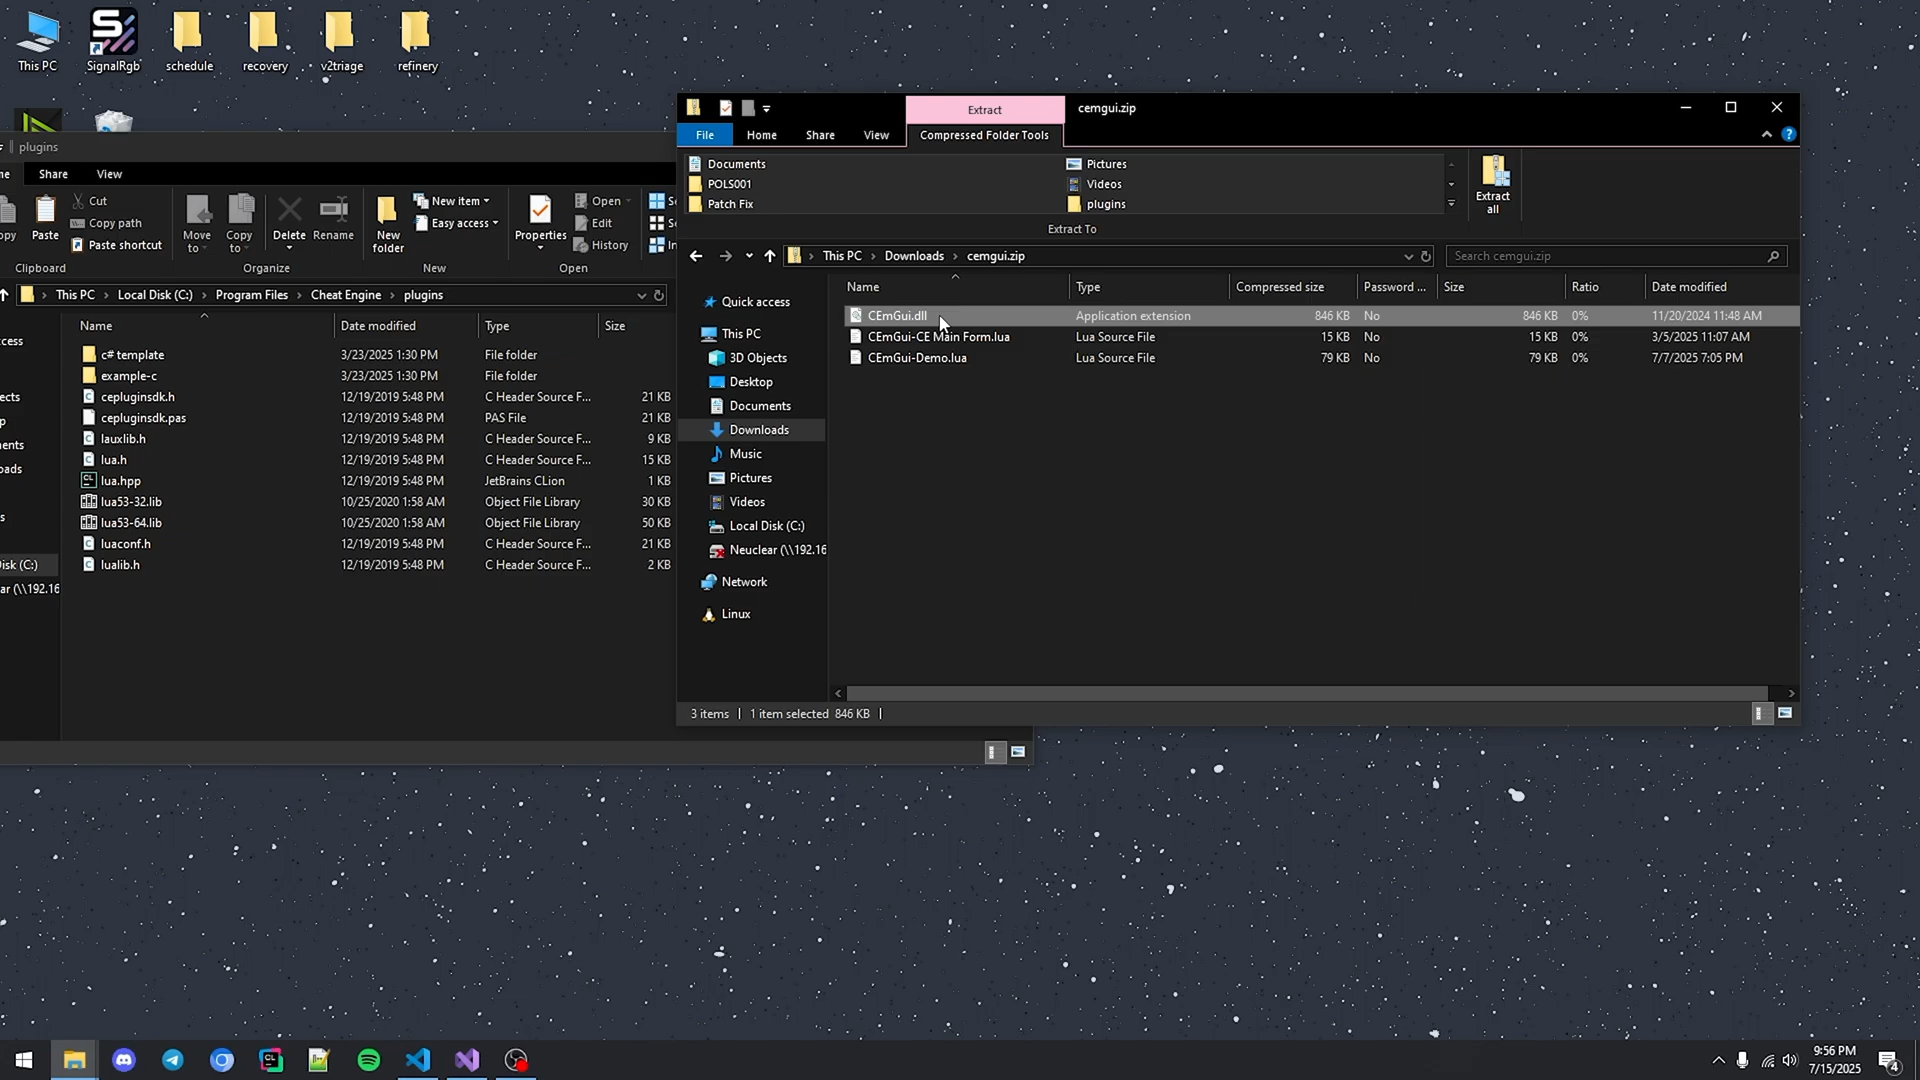 This PC
SignalRgb
schedule
recovery
v2triage
refinery
plugins
Share
View
Paste
Cut
Copy path
Paste shortcut
Move to
Copy to
Delete
Rename
New folder
New item
Easy access
Properties
Open
Edit
History
Clipboard
Organize
New
Open
This PC
Local Disk (C:)
Program Files
Cheat Engine
plugins
Name
Date modified
Type
Size
c# template 3/23/2025 1:30 PM File folder
example-c 3/23/2025 1:30 PM File folder
cepluginsdk.h 12/19/2019 5:48 PM C Header Source F... 21 KB
cepluginsdk.pas 12/19/2019 5:48 PM PAS File 21 KB
lauxlib.h 12/19/2019 5:48 PM C Header Source F... 9 KB
lua.h 12/19/2019 5:48 PM C Header Source F... 15 KB
lua.hpp 12/19/2019 5:48 PM JetBrains CLion 1 KB
lua53-32.lib 10/25/2020 1:58 AM Object File Library 30 KB
lua53-64.lib 10/25/2020 1:58 AM Object File Library 50 KB
luaconf.h 12/19/2019 5:48 PM C Header Source F... 21 KB
lualib.h 12/19/2019 5:48 PM C Header Source F... 2 KB
Extract
cemgui.zip
File
Home
Share
View
Compressed Folder Tools
Documents
POLS001
Patch Fix
Pictures
Videos
plugins
Extract all
Extract To
This PC
Downloads
cemgui.zip
Search cemgui.zip
Quick access
This PC
3D Objects
Desktop
Documents
Downloads
Music
Pictures
Videos
Local Disk (C:)
Neuclear (\\192.16
Network
Linux
Name Type Compressed size Password ... Size Ratio Date modified
CEmGui.dll Application extension 846 KB No 846 KB 0% 11/20/2024 11:48 AM
CEmGui-CE Main Form.lua Lua Source File 15 KB No 15 KB 0% 3/5/2025 11:07 AM
CEmGui-Demo.lua Lua Source File 79 KB No 79 KB 0% 7/7/2025 7:05 PM
3 items
1 item selected 846 KB
9:56 PM
7/15/2025
4